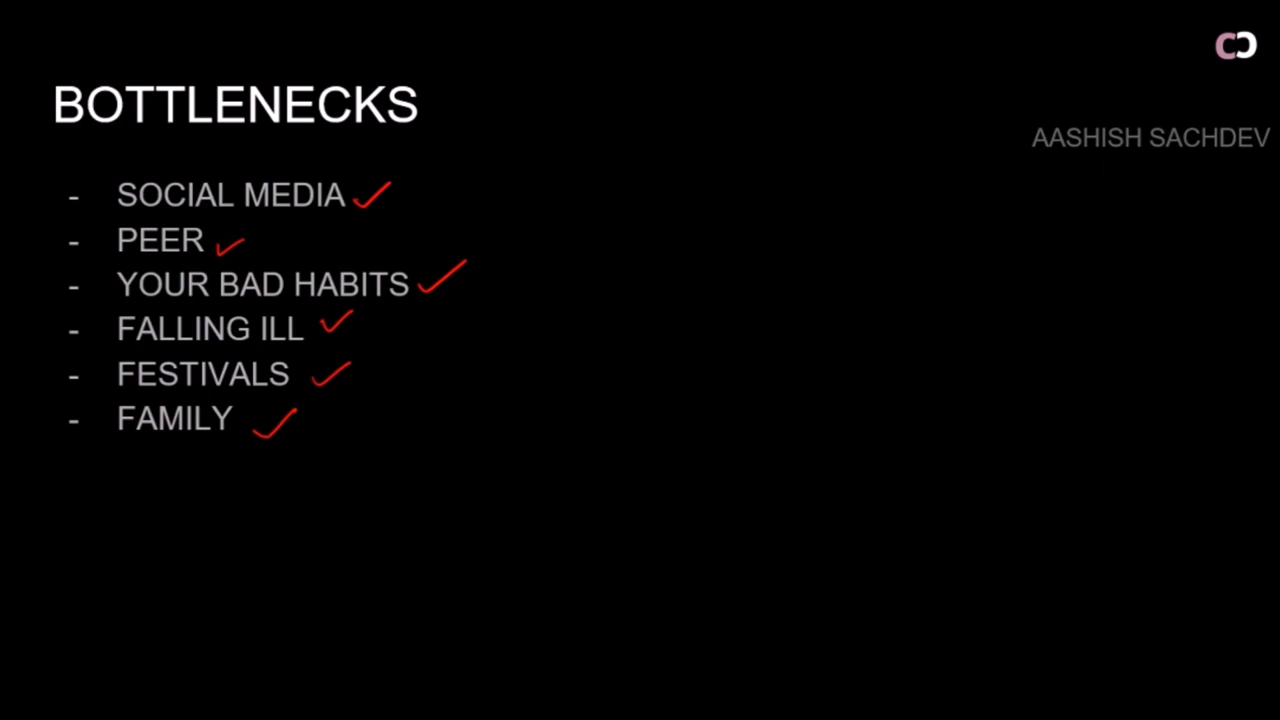 BOTTLENECKS
AASHISH SACHDEV
- SOCIAL MEDIA
- PEER
- YOUR BAD HABITS
- FALLING ILL
- FESTIVALS
- FAMILY